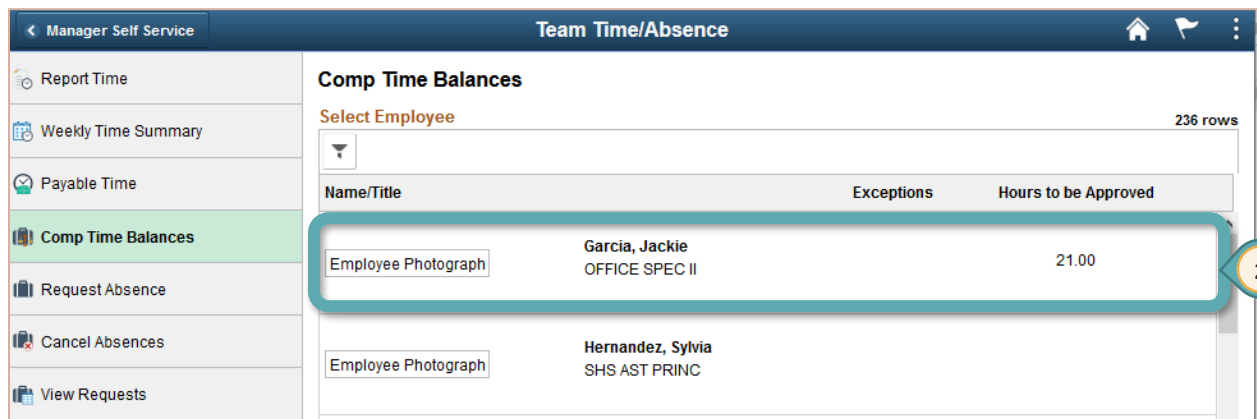 Manager Self Service
Team Time/Absence
Report Time
Weekly Time Summary
Payable Time
Comp Time Balances
Request Absence
Cancel Absences
View Requests
Comp Time Balances
Select Employee
236 rows
Name/Title Exceptions Hours to be Approved
Employee Photograph
Garcia, Jackie
OFFICE SPEC II
21.00
Employee Photograph
Hernandez, Sylvia
SHS AST PRINC